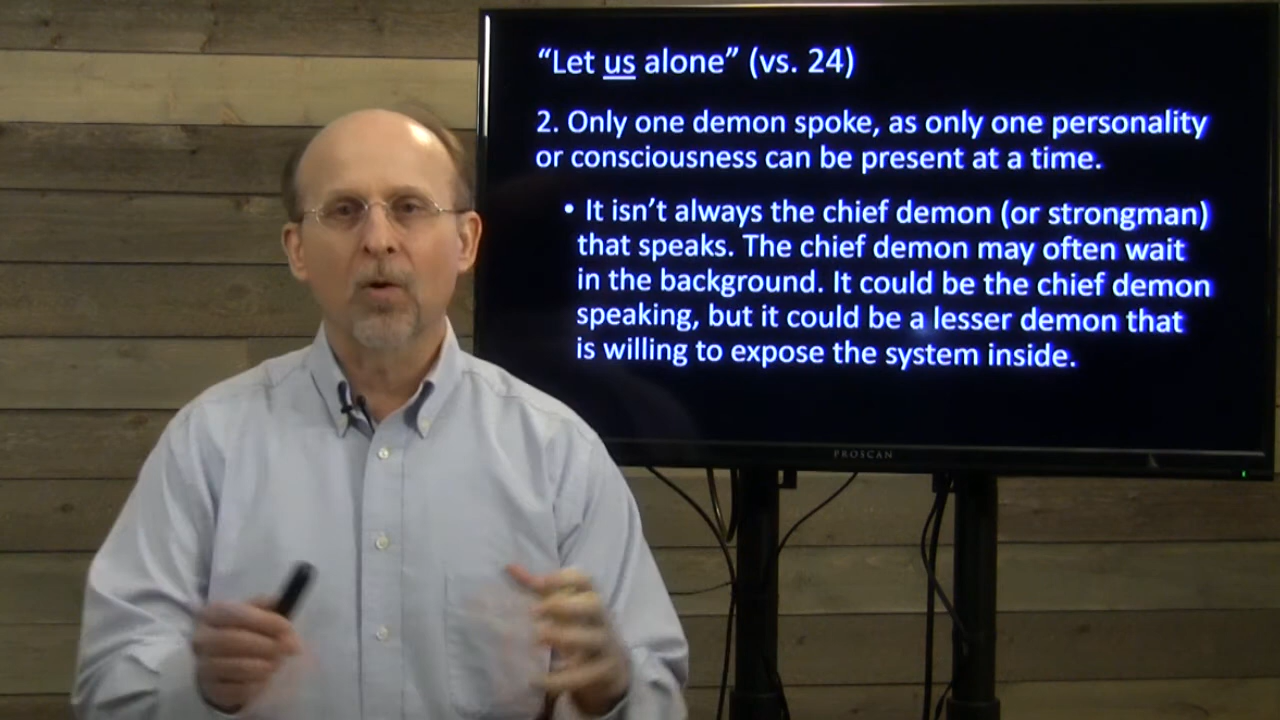 “Let us alone” (vs. 24)
2. Only one demon spoke, as only one personality
or consciousness can be present at a time.
• It isn’t always the chief demon (or strongman)
that speaks. The chief demon may often wait
in the background. It could be the chief demon
speaking, but it could be a lesser demon that
is willing to expose the system inside.
PROSCAN